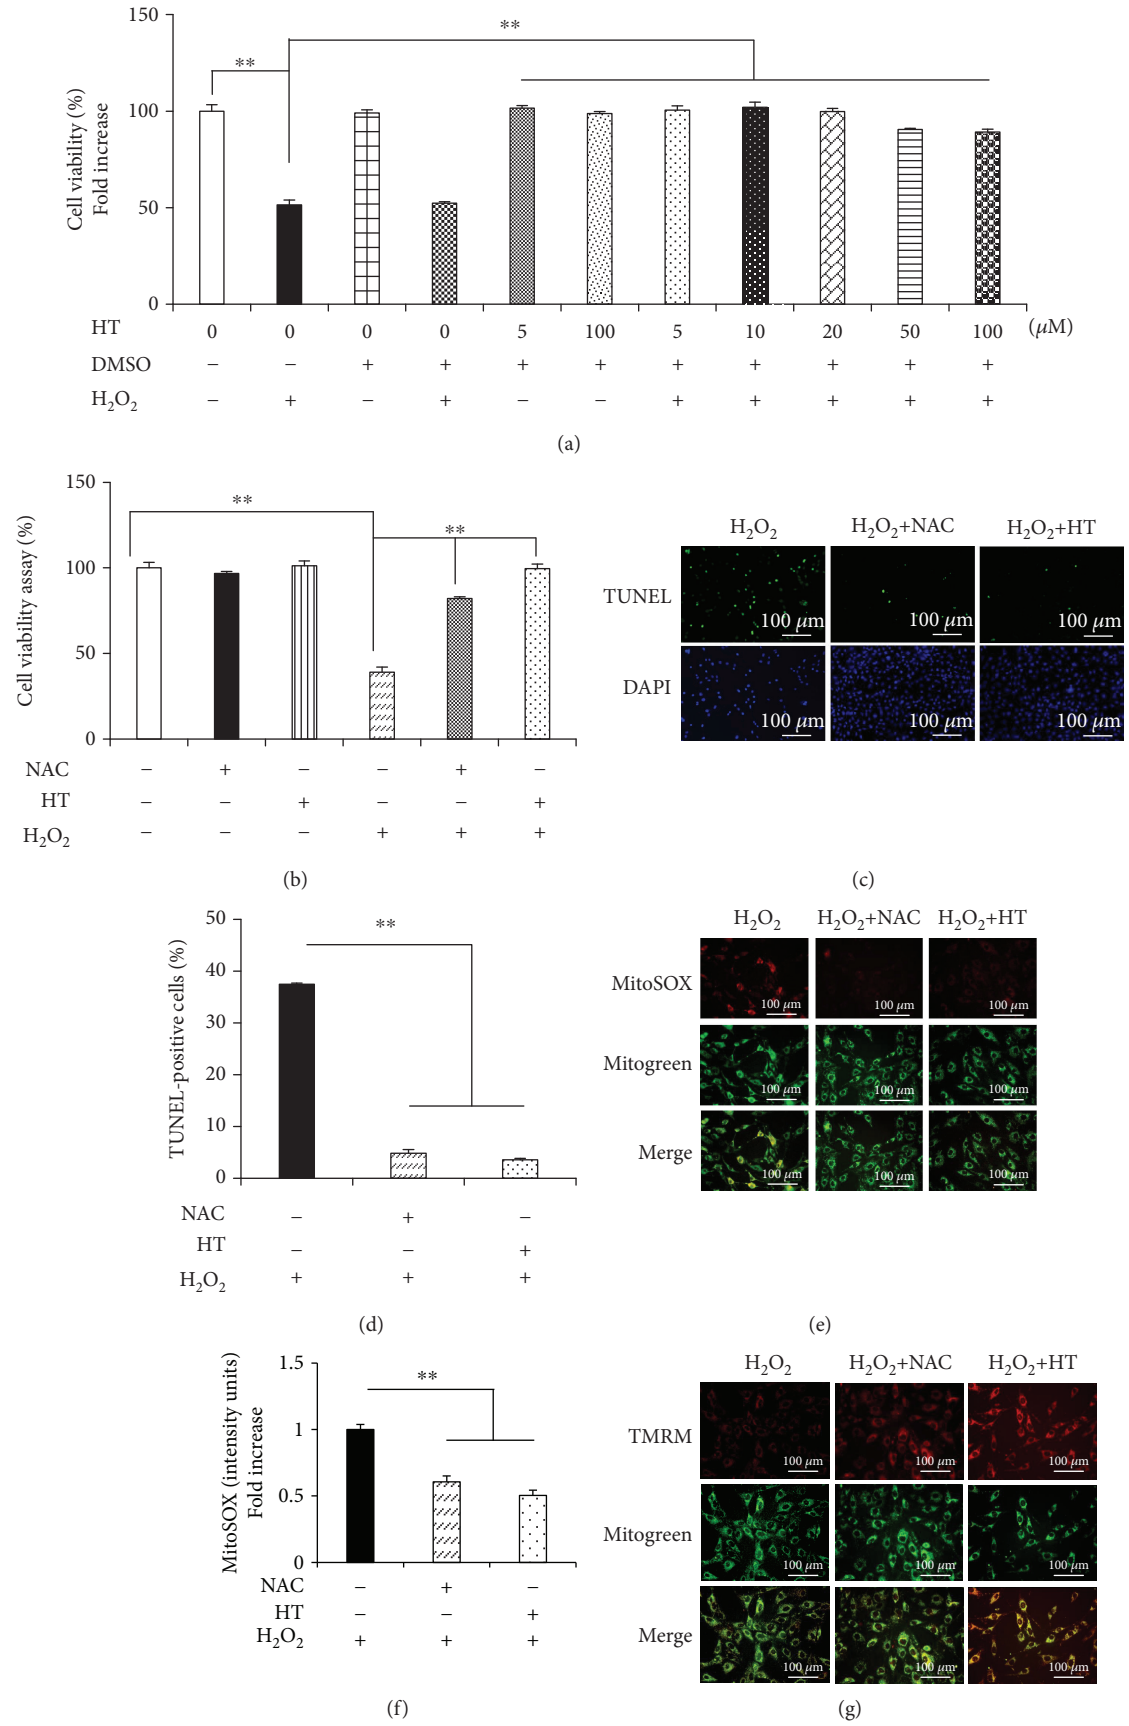 150
100
50
0
Cell viability (%)
Fold increase
**
**
HT 0 0 0 0 5 100 5 10 20 50 100 (μM)
DMSO − − + + + + + + + + +
H₂O₂ − + − + − − + + + + +
(a)
150
100
50
0
Cell viability assay (%)
**
**
NAC − + − − + −
HT − − + − − +
H₂O₂ − − − + + +
(b)
H₂O₂ H₂O₂+NAC H₂O₂+HT
TUNEL
100 μm 100 μm 100 μm
DAPI
100 μm 100 μm 100 μm
(c)
50
40
30
20
10
0
TUNEL-positive cells (%)
**
NAC − + −
HT − − +
H₂O₂ + + +
(d)
H₂O₂ H₂O₂+NAC H₂O₂+HT
MitoSOX
100 μm 100 μm 100 μm
Mitogreen
100 μm 100 μm 100 μm
Merge
100 μm 100 μm 100 μm
(e)
1.5
1
0.5
0
MitoSOX (intensity units)
Fold increase
**
NAC − + −
HT − − +
H₂O₂ + + +
(f)
H₂O₂ H₂O₂+NAC H₂O₂+HT
TMRM
100 μm 100 μm 100 μm
Mitogreen
100 μm 100 μm 100 μm
Merge
100 μm 100 μm 100 μm
(g)